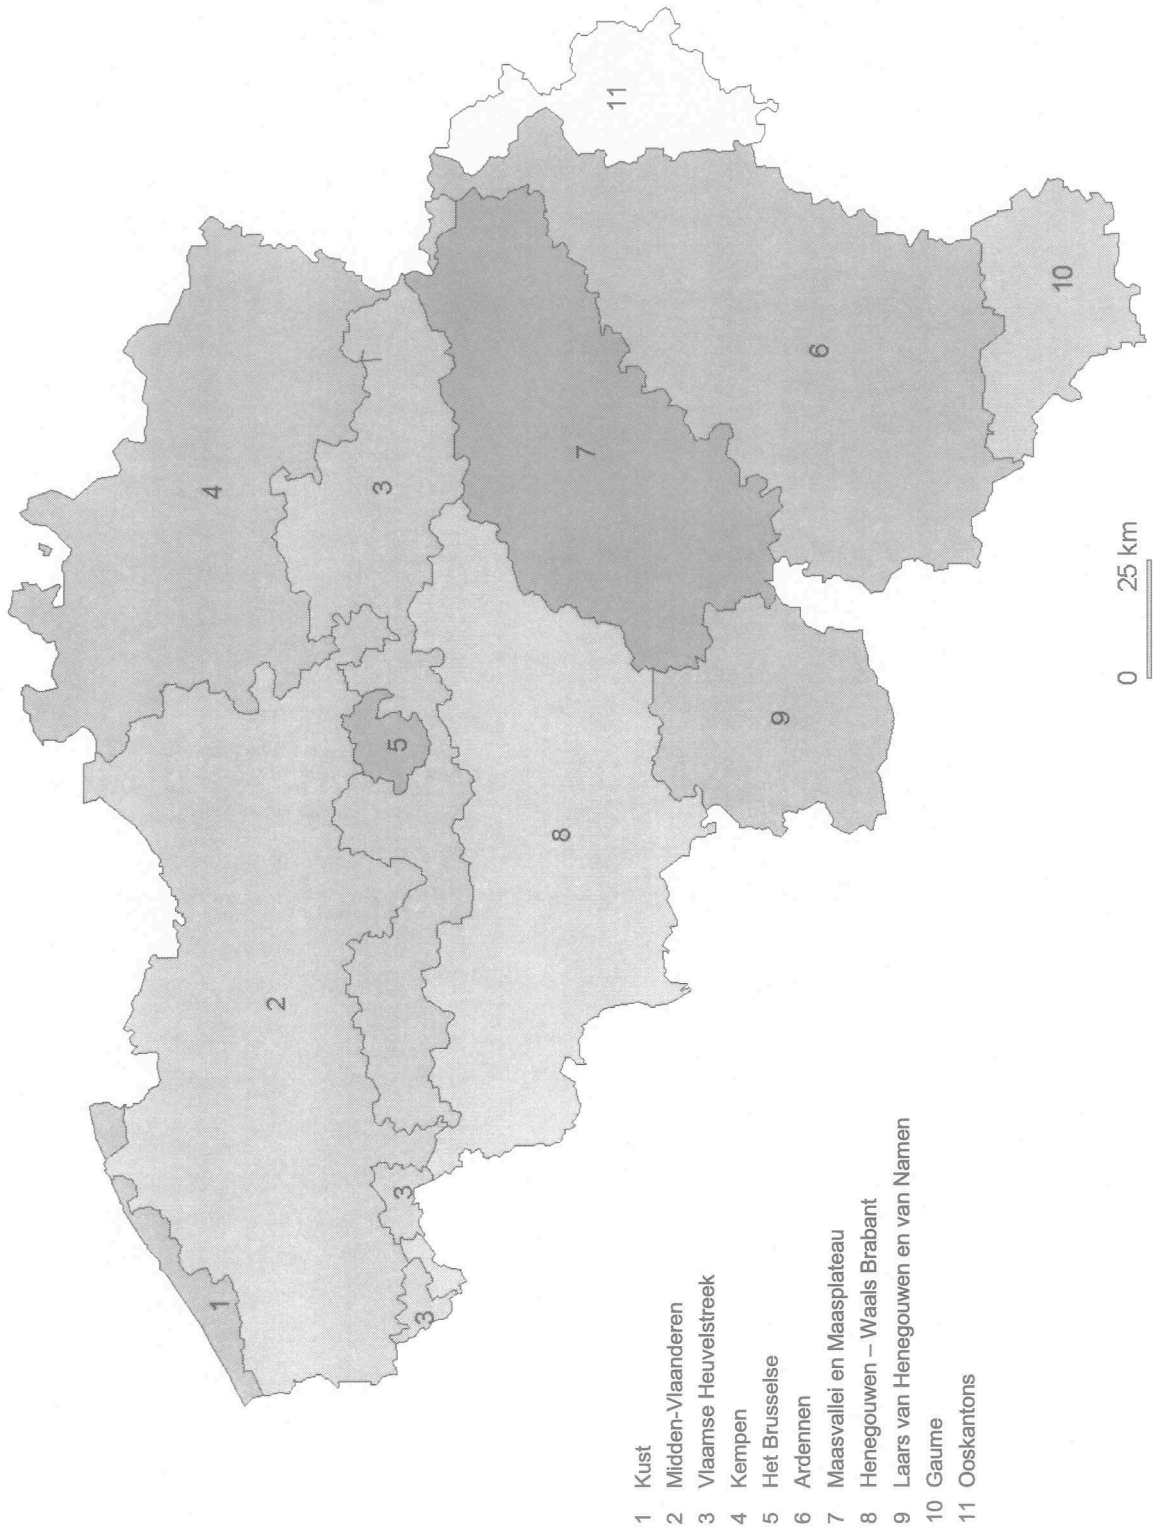 1
2
3
4
5
6
7
8
9
10
11
3
3
0 25 km
1 Kust
2 Midden-Vlaanderen
3 Vlaamse Heuvelstreek
4 Kempen
5 Het Brusselse
6 Ardennen
7 Maasvallei en Maasplateau
8 Henegouwen – Waals Brabant
9 Laars van Henegouwen en van Namen
10 Gaume
11 Ooskantons